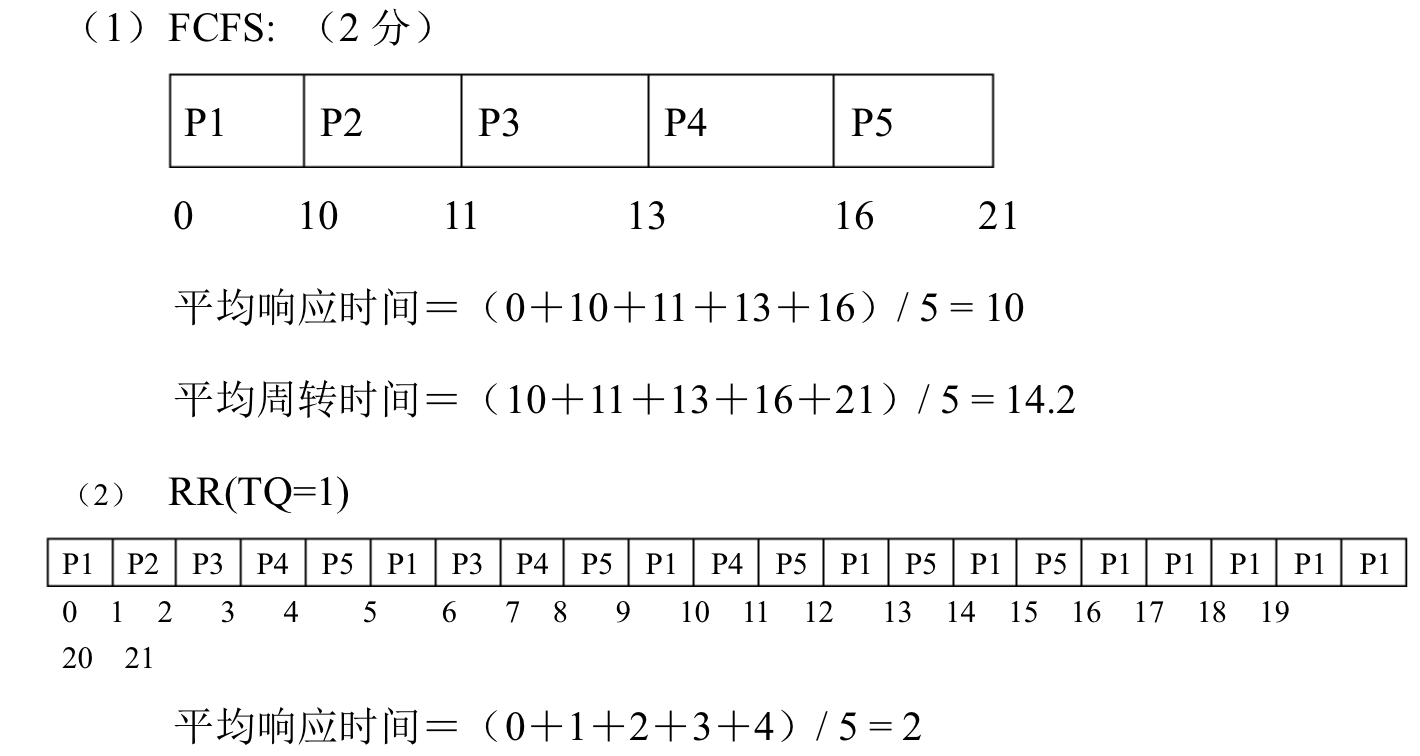 （1）FCFS: （2 分）
P1 P2 P3 P4 P5
0 10 11 13 16 21
平均响应时间＝（0＋10＋11＋13＋16）/ 5 = 10
平均周转时间＝（10＋11＋13＋16＋21）/ 5 = 14.2
（2） RR(TQ=1)
P1 P2 P3 P4 P5 P1 P3 P4 P5 P1 P4 P5 P1 P5 P1 P5 P1 P1 P1 P1 P1
0 1 2 3 4 5 6 7 8 9 10 11 12 13 14 15 16 17 18 19
20 21
平均响应时间＝（0＋1＋2＋3＋4）/ 5 = 2